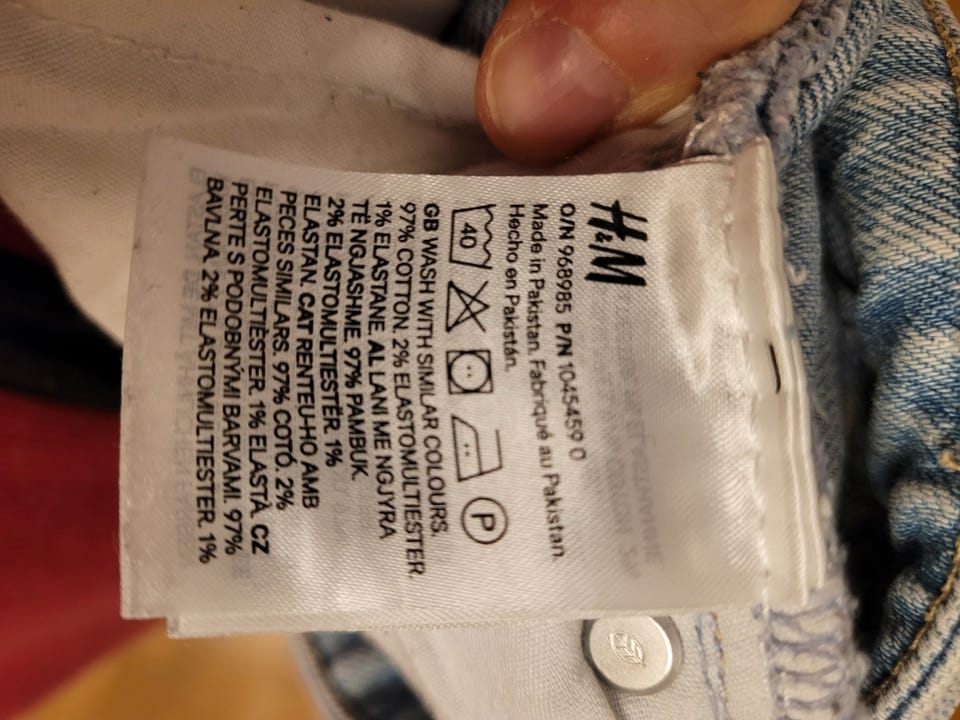 H&M
O/N 968985 P/N 1045459 0
Made in Pakistan. Fabriqué au Pakistan.
Hecho en Pakistán.
40
P
GB WASH WITH SIMILAR COLOURS.
97% COTTON. 2% ELASTOMULTIESTER.
1% ELASTANE. AL LANI ME NGJYRA
TË NGJASHME. 97% PAMBUK.
2% ELASTOMULTIESTËR. 1%
ELASTAN. CAT RENTEU-HO AMB
PECES SIMILARS. 97% COTÓ. 2%
ELASTOMULTIÈSTER. 1% ELASTÀ. CZ
PERTE S PODOBNÝMI BARVAMI. 97%
BAVLNA. 2% ELASTOMULTIESTER. 1%